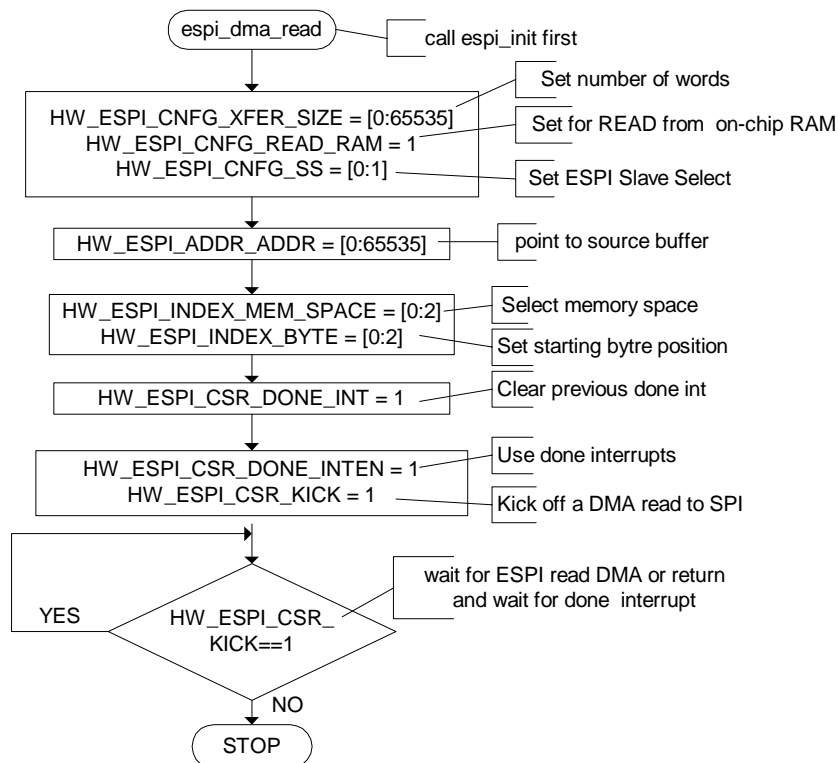 espi_dma_read
call espi_init first
Set number of words
HW_ESPI_CNFG_XFER_SIZE = [0:65535]
HW_ESPI_CNFG_READ_RAM = 1
HW_ESPI_CNFG_SS = [0:1]
Set for READ from on-chip RAM
Set ESPI Slave Select
HW_ESPI_ADDR_ADDR = [0:65535]
point to source buffer
HW_ESPI_INDEX_MEM_SPACE = [0:2]
HW_ESPI_INDEX_BYTE = [0:2]
Select memory space
Set starting bytre position
HW_ESPI_CSR_DONE_INT = 1
Clear previous done int
HW_ESPI_CSR_DONE_INTEN = 1
HW_ESPI_CSR_KICK = 1
Use done interrupts
Kick off a DMA read to SPI
wait for ESPI read DMA or return
and wait for done interrupt
YES
HW_ESPI_CSR_
KICK==1
NO
STOP